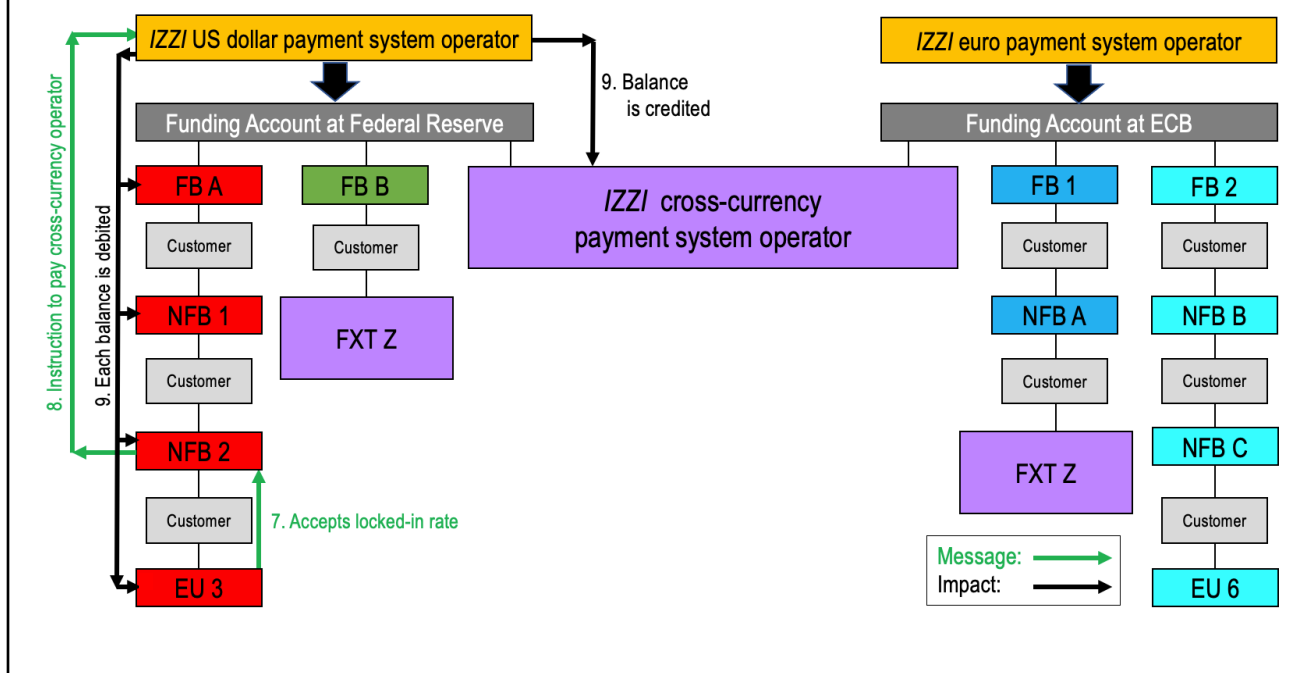 IZZI US dollar payment system operator
IZZI euro payment system operator
9. Balance
is credited
Funding Account at Federal Reserve
Funding Account at ECB
8. Instruction to pay cross-currency operator
9. Each balance is debited
FB A
FB B
IZZI cross-currency
payment system operator
FB 1
FB 2
Customer
Customer
Customer
Customer
NFB 1
FXT Z
NFB A
NFB B
Customer
Customer
Customer
NFB 2
FXT Z
NFB C
Customer
7. Accepts locked-in rate
Customer
Message:
Impact:
EU 3
EU 6